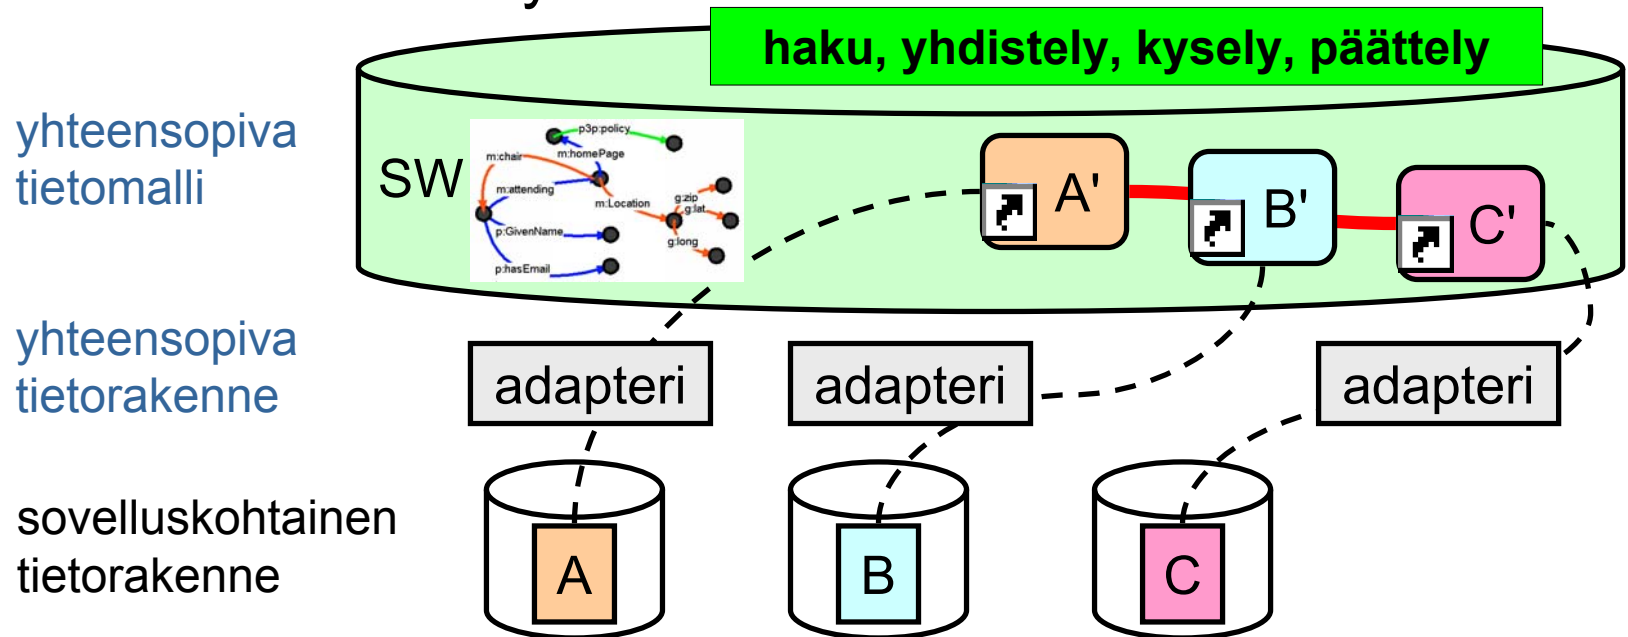 haku, yhdistely, kysely, päättely
yhteensopiva
tietomalli
SW
p3p:policy
m:chair
m:homePage
m:attending
m:Location
g:zip
g:lat
p:GivenName
g:long
p:hasEmail
A'
B'
C'
yhteensopiva
tietorakenne
adapteri
adapteri
adapteri
sovelluskohtainen
tietorakenne
A
B
C